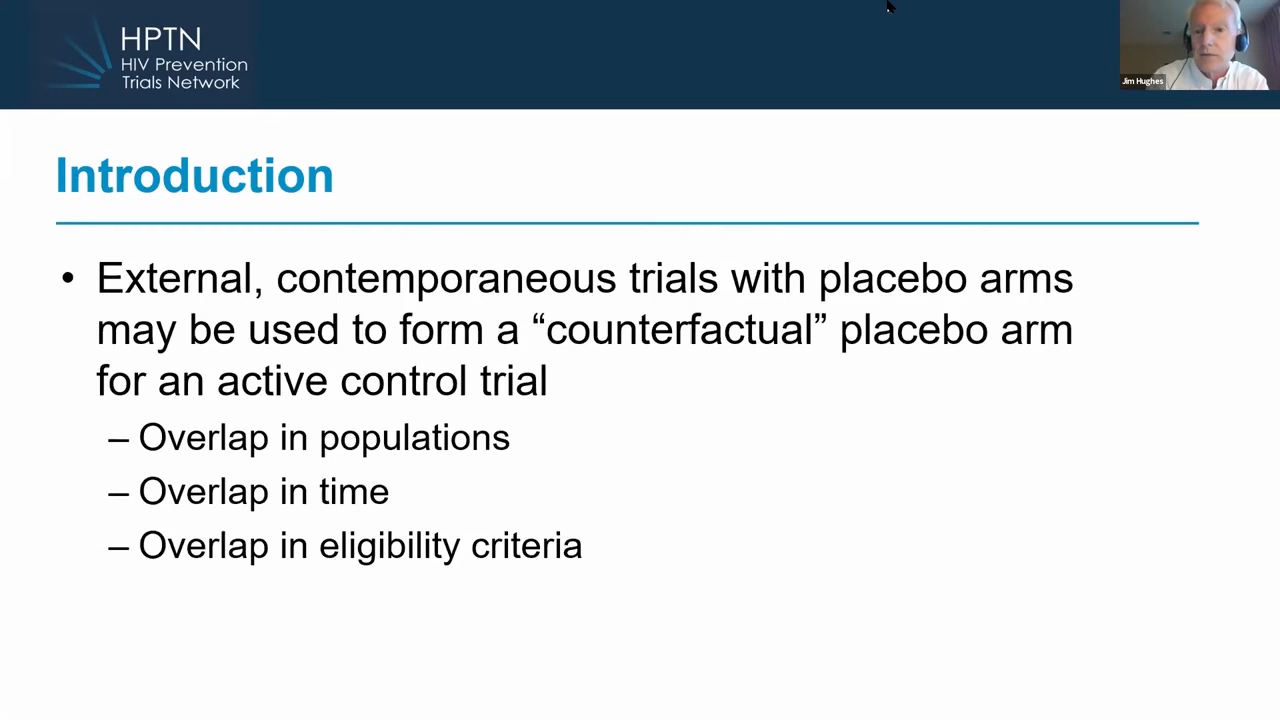 HPTN
HIV Prevention
Trials Network
Jim Hughes
Introduction
• External, contemporaneous trials with placebo arms
may be used to form a “counterfactual” placebo arm
for an active control trial
– Overlap in populations
– Overlap in time
– Overlap in eligibility criteria